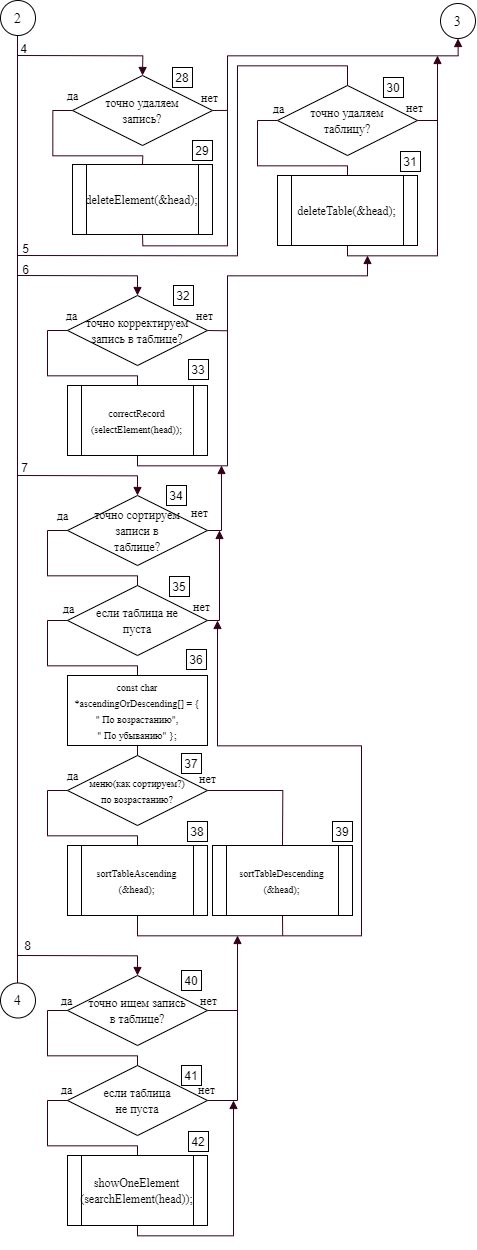 2
3
4
28
да
нет
точно удаляем
запись?
30
да
нет
точно удаляем
таблицу?
29
deleteElement(&head);
31
deleteTable(&head);
5
6
32
да
нет
точно корректируем
запись в таблице?
33
correctRecord
(selectElement(head));
7
34
да
нет
точно сортируем
записи в
таблице?
35
да
нет
если таблица не
пуста
36
const char
*ascendingOrDescending[] = {
" По возрастанию",
" По убыванию" };
37
да
нет
меню(как сортируем?)
по возрастанию?
38
39
sortTableAscending
(&head);
sortTableDescending
(&head);
8
40
4
да
нет
точно ищем запись
в таблице?
41
да
нет
если таблица
не пуста
42
showOneElement
(searchElement(head));